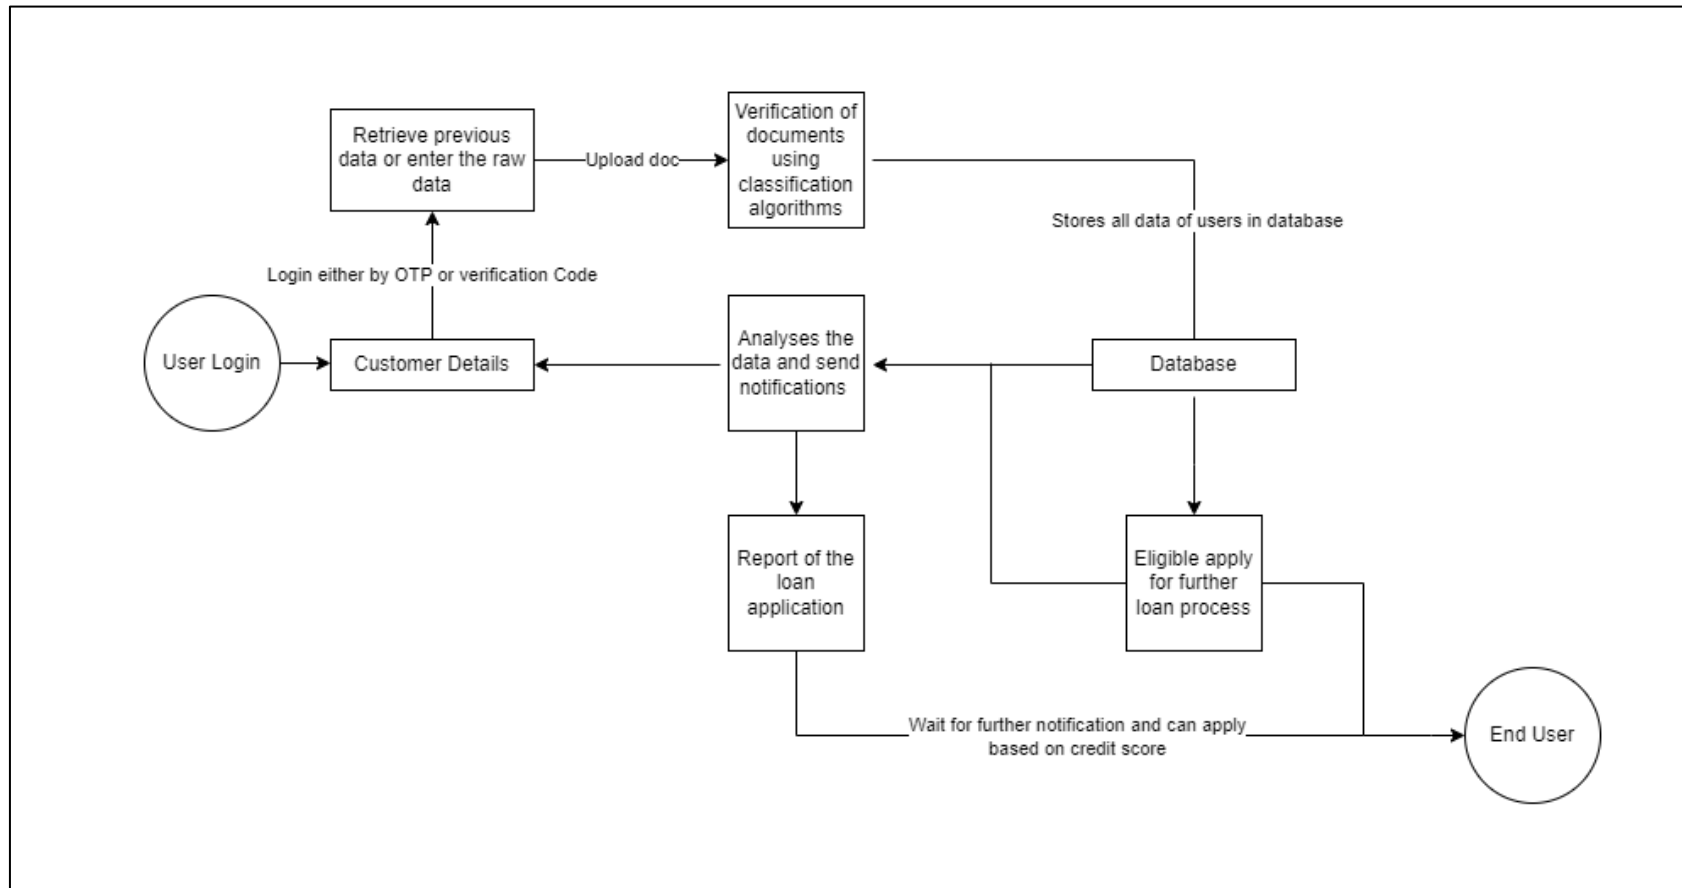 Retrieve previous
data or enter the raw
data
Upload doc
Verification of
documents
using
classification
algorithms
Stores all data of users in database
Login either by OTP or verification Code
User Login
Customer Details
Analyses the
data and send
notifications
Database
Report of the
loan
application
Eligible apply
for further
loan process
Wait for further notification and can apply
based on credit score
End User